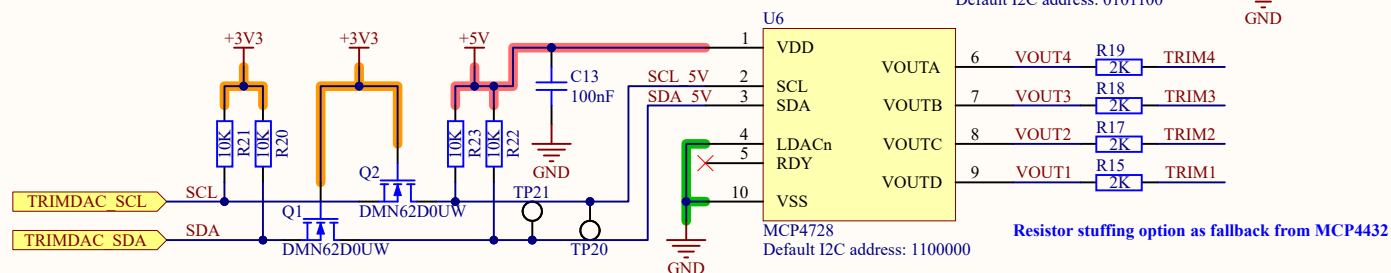 Default I2C address: 0101100
GND
U6
+3V3
+3V3
+5V
1
VDD
C13
100nF
SCL_5V
2
SCL
SDA_5V
3
SDA
VOUTA
6
VOUT4
R19
2K
TRIM4
VOUTB
7
VOUT3
R18
2K
TRIM3
10K
R21
10K
R20
10K
R23
10K
R22
GND
4
LDACn
5
RDY
VOUTC
8
VOUT2
R17
2K
TRIM2
VOUTD
9
VOUT1
R15
2K
TRIM1
TRIMDAC_SCL
SCL
Q2
DMN62D0UW
TP21
10
VSS
TRIMDAC_SDA
SDA
Q1
DMN62D0UW
TP20
GND
MCP4728
Default I2C address: 1100000
Resistor stuffing option as fallback from MCP4432